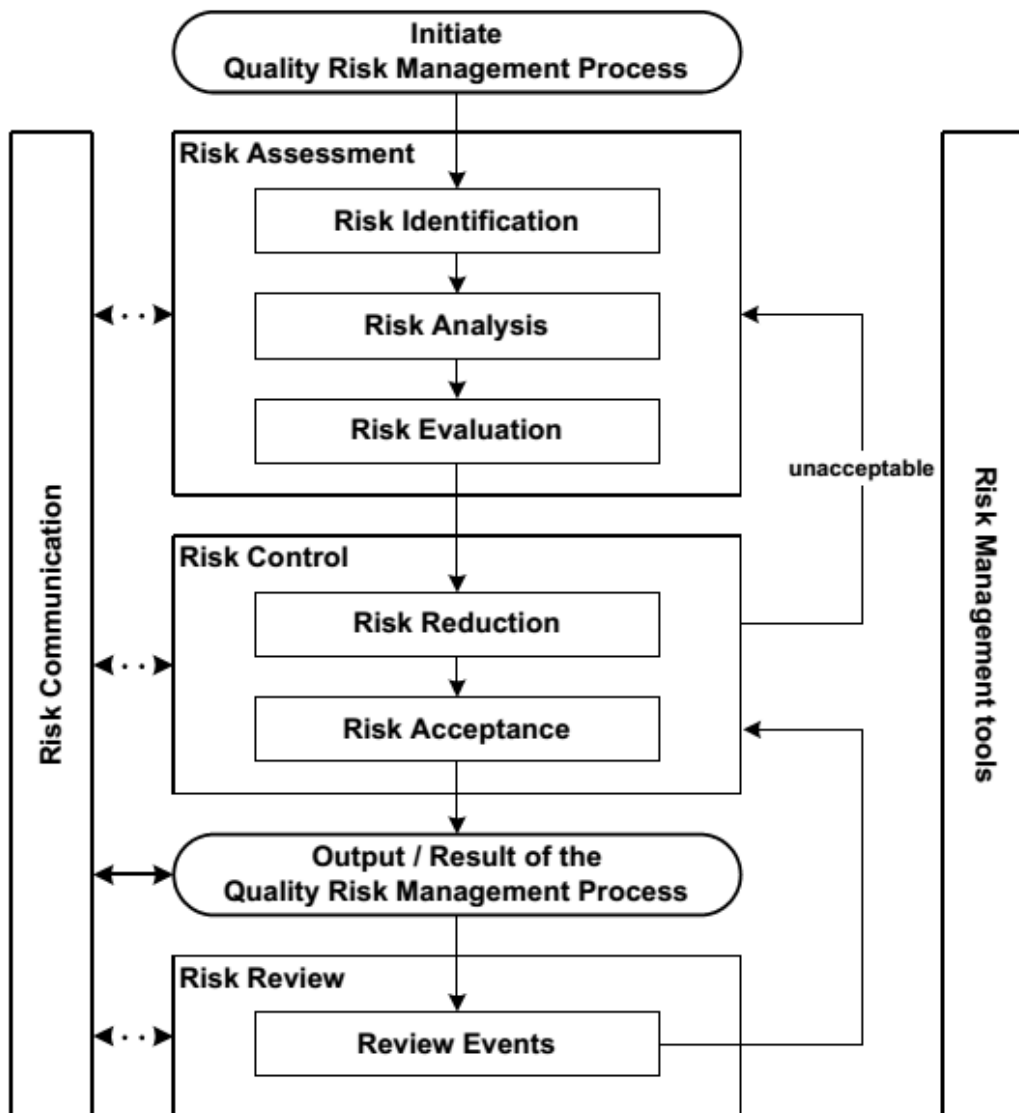 Initiate
Quality Risk Management Process
Risk Assessment
Risk Identification
Risk Analysis
Risk Evaluation
unacceptable
Risk Control
Risk Reduction
Risk Acceptance
Output / Result of the
Quality Risk Management Process
Risk Review
Review Events
Risk Communication
Risk Management tools